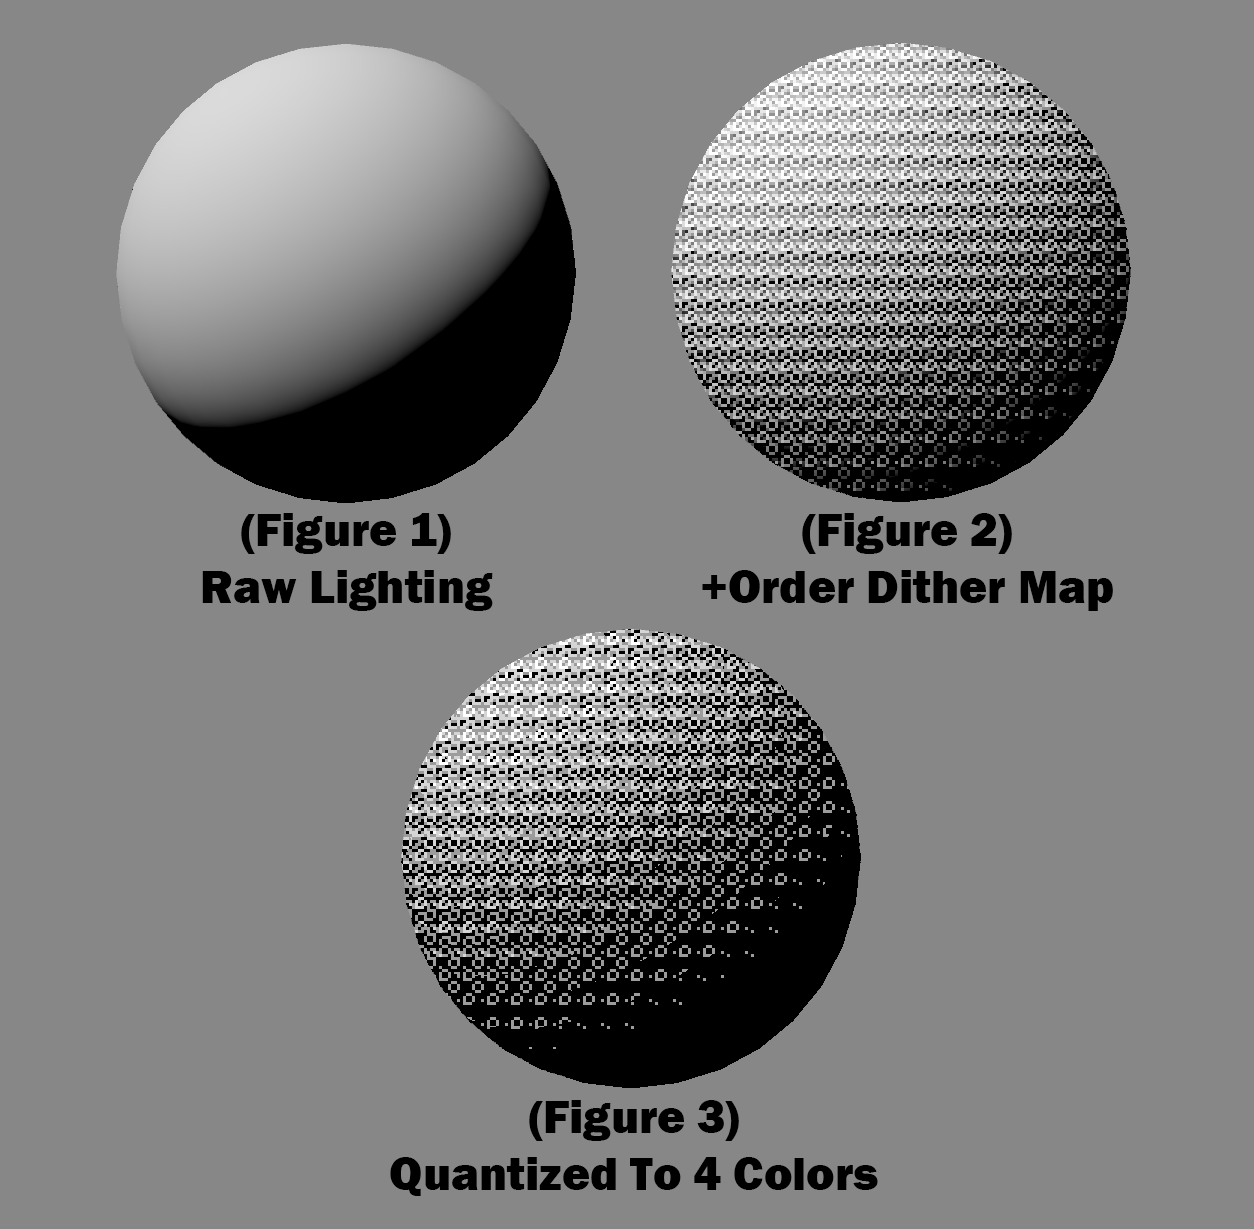 (Figure 1)
Raw Lighting
(Figure 2)
+Order Dither Map
(Figure 3)
Quantized To 4 Colors